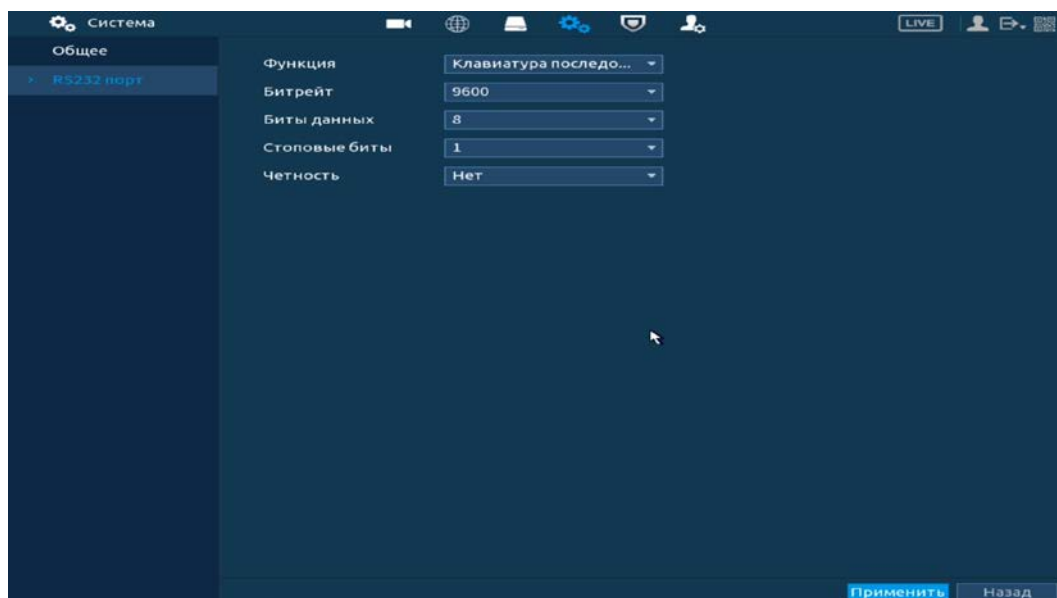 Система
LIVE
Общее
> RS232 порт
Функция
Клавиатура последо...
Битрейт
9600
Биты данных
8
Стоповые биты
1
Четность
Нет
Применить
Назад